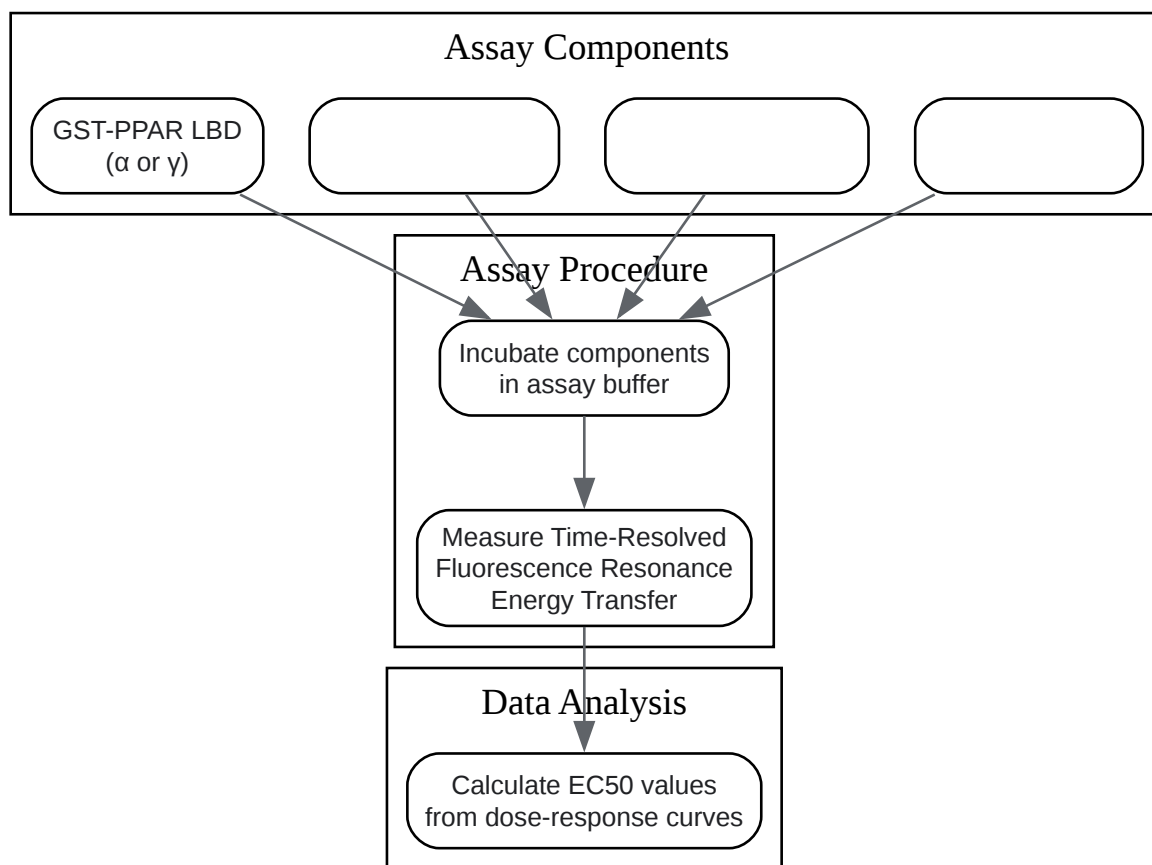 Assay Components
GST-PPAR LBD
(α or γ)
Assay Procedure
Incubate components
in assay buffer
Measure Time-Resolved
Fluorescence Resonance
Energy Transfer
Data Analysis
Calculate EC50 values
from dose-response curves